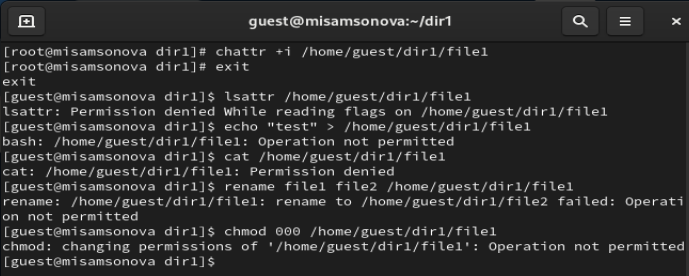 guest@misamsonova:~/dir1
[root@misamsonova dir1]# chattr +i /home/guest/dir1/file1
[root@misamsonova dir1]# exit
exit
[guest@misamsonova dir1]$ lsattr /home/guest/dir1/file1
lsattr: Permission denied While reading flags on /home/guest/dir1/file1
[guest@misamsonova dir1]$ echo "test" > /home/guest/dir1/file1
bash: /home/guest/dir1/file1: Operation not permitted
[guest@misamsonova dir1]$ cat /home/guest/dir1/file1
cat: /home/guest/dir1/file1: Permission denied
[guest@misamsonova dir1]$ rename file1 file2 /home/guest/dir1/file1
rename: /home/guest/dir1/file1: rename to /home/guest/dir1/file2 failed: Operati
on not permitted
[guest@misamsonova dir1]$ chmod 000 /home/guest/dir1/file1
chmod: changing permissions of '/home/guest/dir1/file1': Operation not permitted
[guest@misamsonova dir1]$